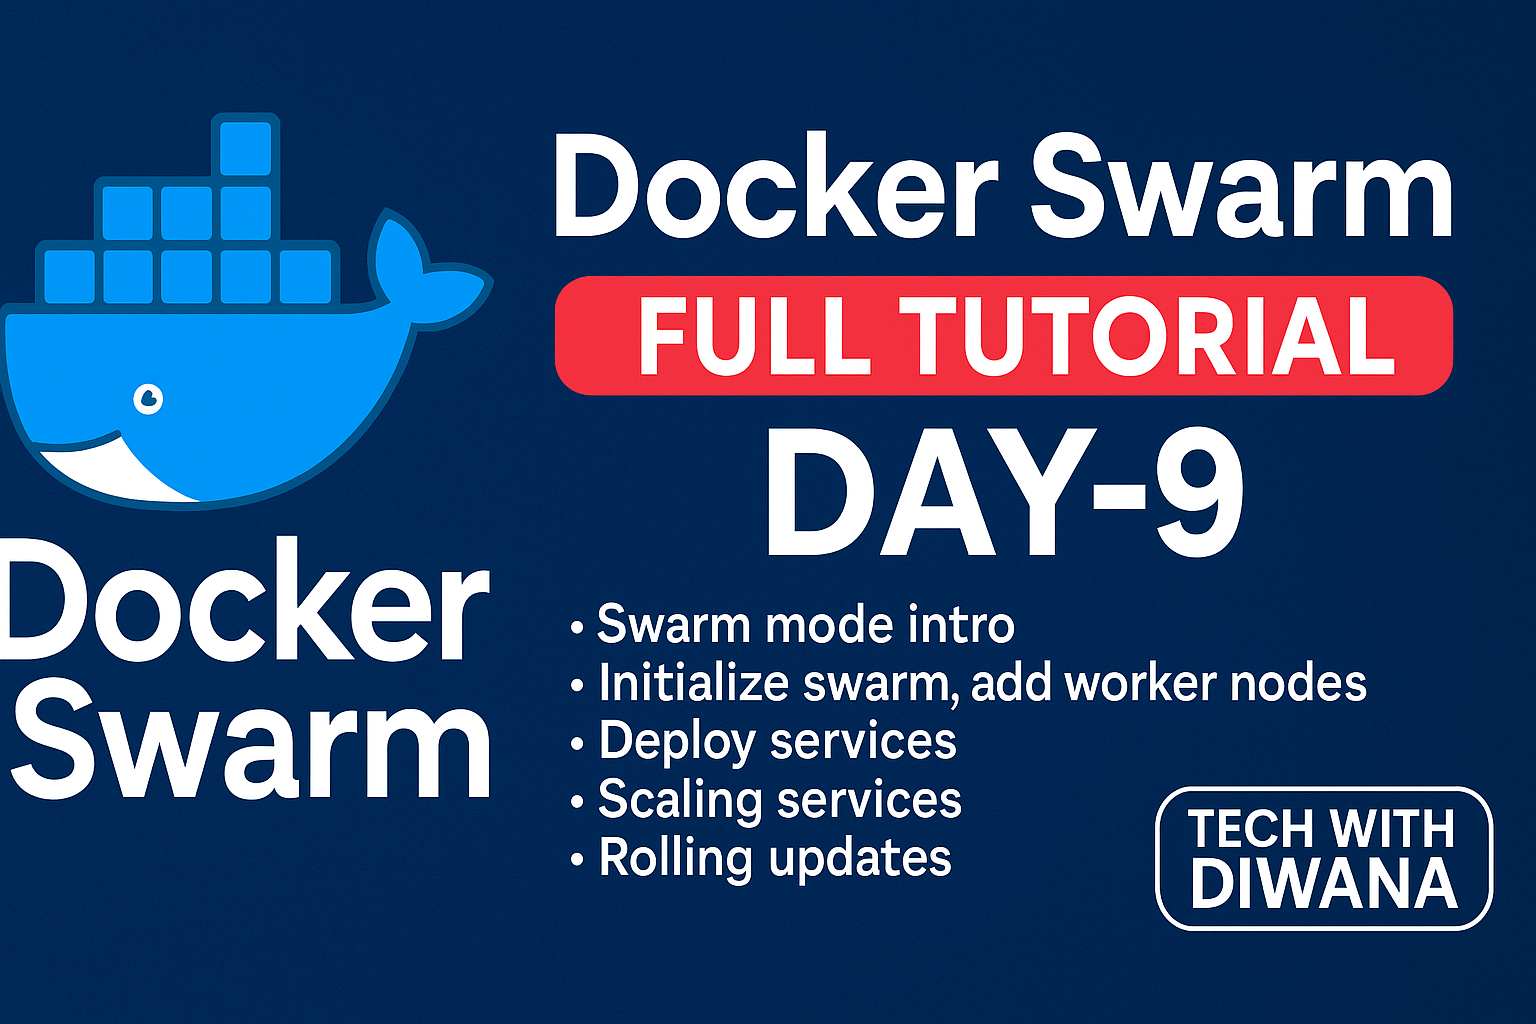 Docker
Swarm
Docker Swarm
FULL TUTORIAL
DAY-9
• Swarm mode intro
• Initialize swarm, add worker nodes
• Deploy services
• Scaling services
• Rolling updates
TECH WITH
DIWANA